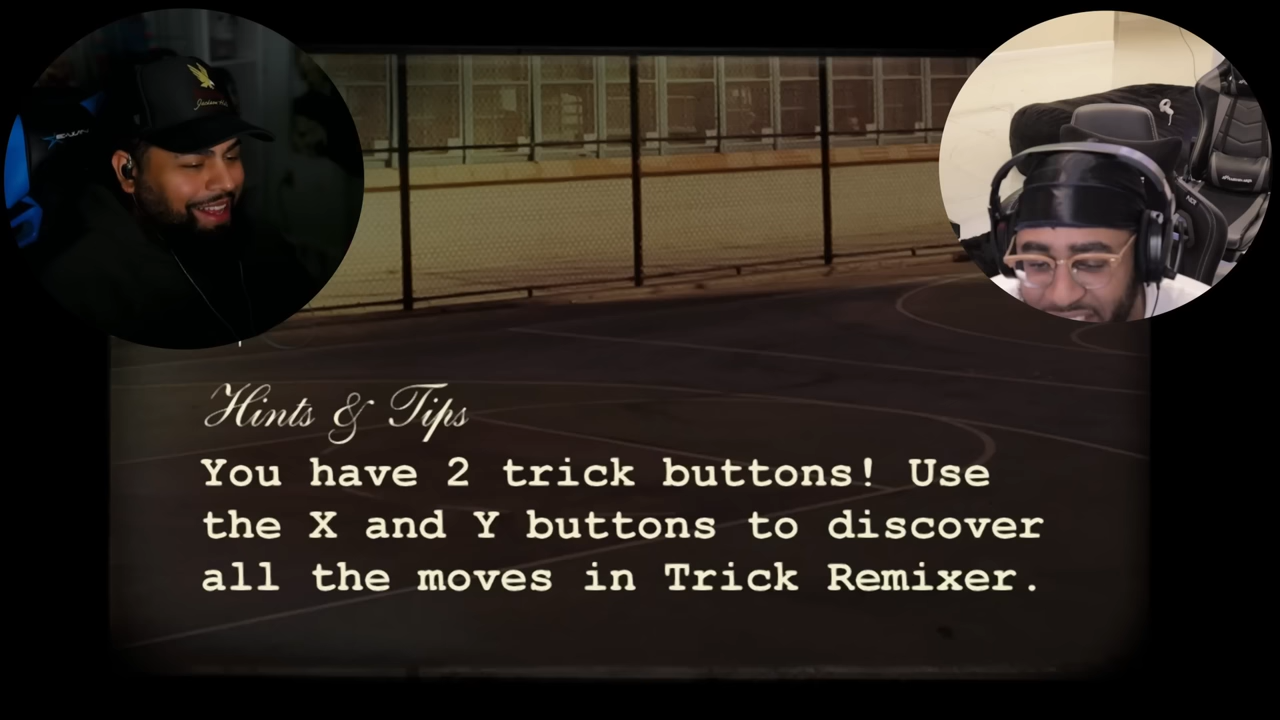 Hints & Tips
You have 2 trick buttons! Use
the X and Y buttons to discover
all the moves in Trick Remixer.